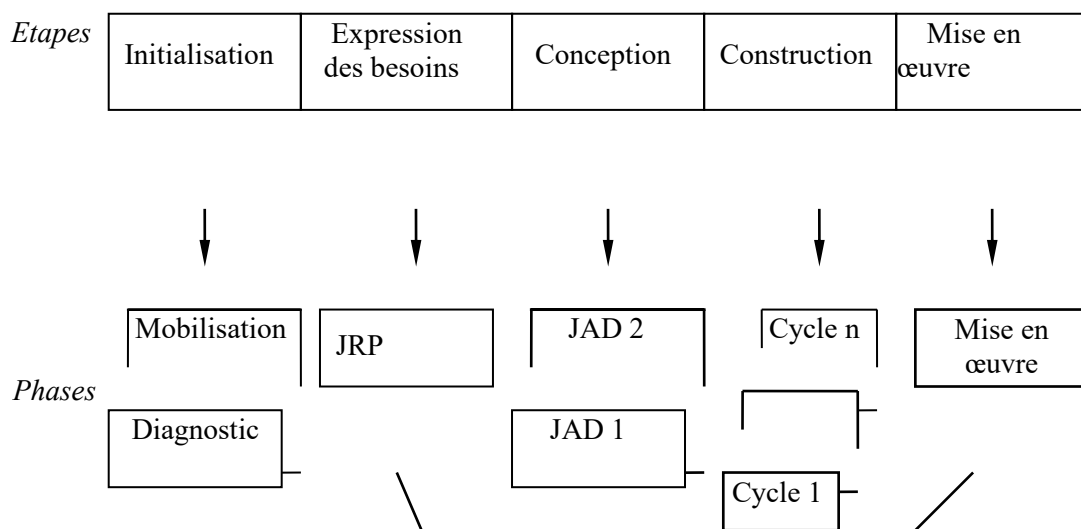 Etapes
Initialisation
Expression
des besoins
Conception
Construction
Mise en
œuvre
Mobilisation
JRP
JAD 2
Cycle n
Mise en
œuvre
Phases
Diagnostic
JAD 1
Cycle 1